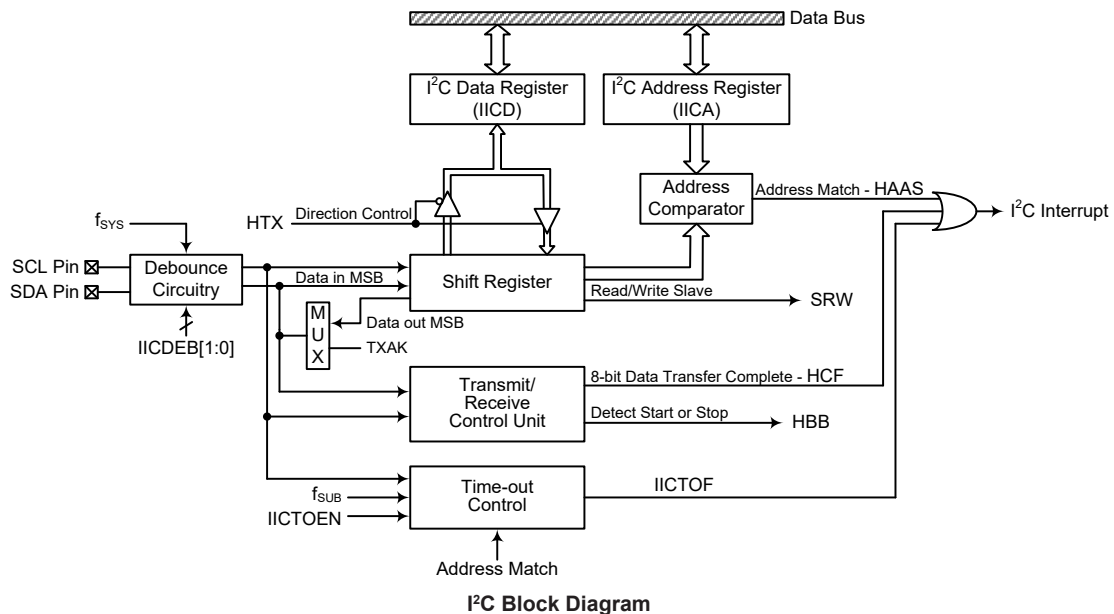 Data Bus
I²C Data Register
(IICD)
I²C Address Register
(IICA)
Address
Comparator
Address Match - HAAS
I²C Interrupt
HTX
Direction Control
fSYS
SCL Pin
SDA Pin
Debounce
Circuitry
IICDEB[1:0]
Data in MSB
Shift Register
Read/Write Slave
SRW
M
U
X
Data out MSB
TXAK
Transmit/
Receive
Control Unit
8-bit Data Transfer Complete - HCF
Detect Start or Stop
HBB
fSUB
IICTOEN
Time-out
Control
IICTOF
Address Match
I²C Block Diagram